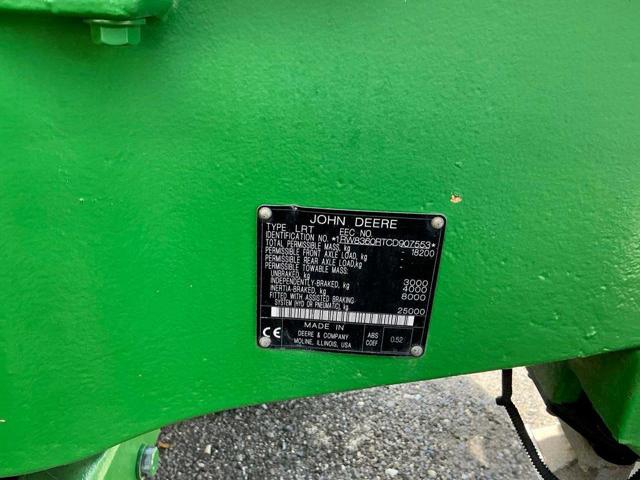 JOHN DEERE
TYPE LRT EEC NO.
IDENTIFICATION NO. *1RW8360RTCD907553*
TOTAL PERMISSIBLE MASS, kg 18200
PERMISSIBLE FRONT AXLE LOAD, kg -
PERMISSIBLE REAR AXLE LOAD,kg -
PERMISSIBLE TOWABLE MASS:
UNBRAKED, kg 3000
INDEPENDENTLY-BRAKED, kg 4000
INERTIA-BRAKED, kg 8000
FITTED WITH ASSISTED BRAKING
SYSTEM (HYD OR PNEUMATIC), kg 25000
CE
MADE IN
DEERE & COMPANY
MOLINE, ILLINOIS, USA
ABS
COEF
0.52